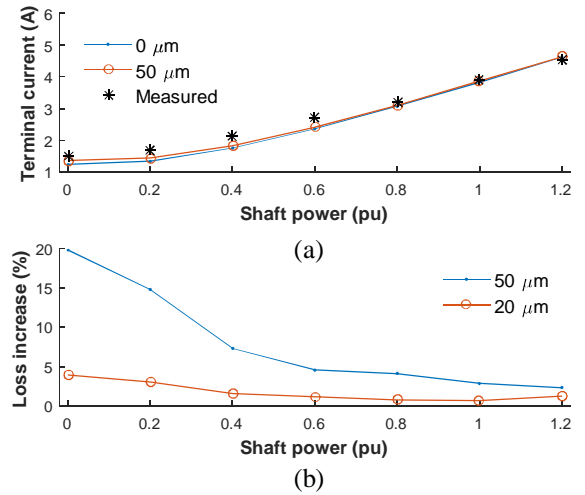 Terminal current (A)
6
5
4
3
2
1
0 μm
50 μm
Measured
0 0.2 0.4 0.6 0.8 1 1.2
Shaft power (pu)
(a)
Loss increase (%)
20
15
10
5
0
50 μm
20 μm
0 0.2 0.4 0.6 0.8 1 1.2
Shaft power (pu)
(b)